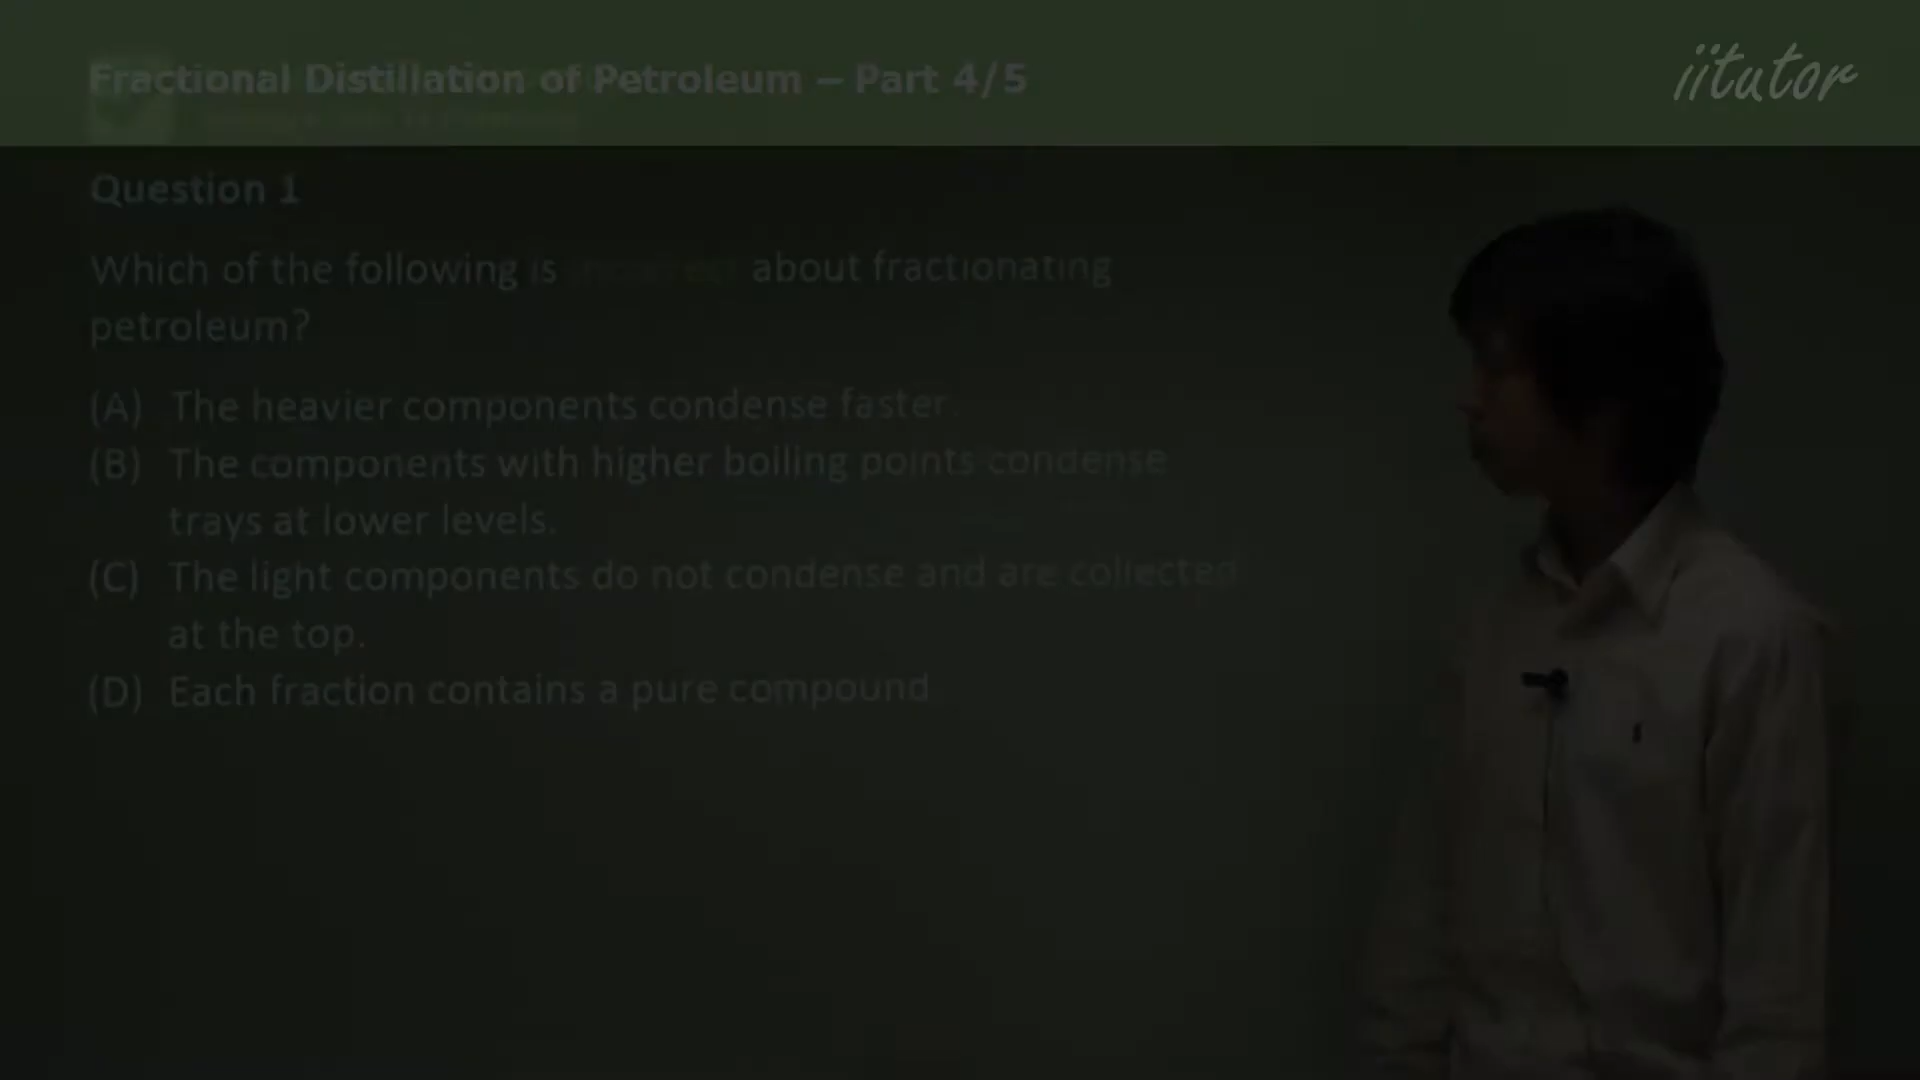 Fractional Distillation of Petroleum – Part 4/5
iitutor
Question 1
Which of the following is about fractionating
petroleum?
(A) The heavier components condense faster.
(B) The components with higher boiling points condense
trays at lower levels.
(C) The light components do not condense and are collected
at the top.
(D) Each fraction contains a pure compound